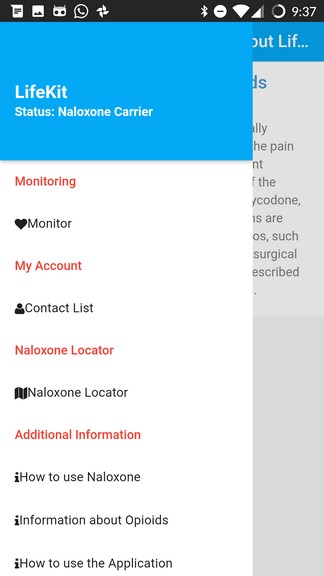 9:37
out Lif...
LifeKit
Status: Naloxone Carrier
ds
ally
he pain
nt
f the
ycodone,
ns are
os, such
surgical
escribed
.
Monitoring
Monitor
My Account
Contact List
Naloxone Locator
Naloxone Locator
Additional Information
How to use Naloxone
Information about Opioids
How to use the Application